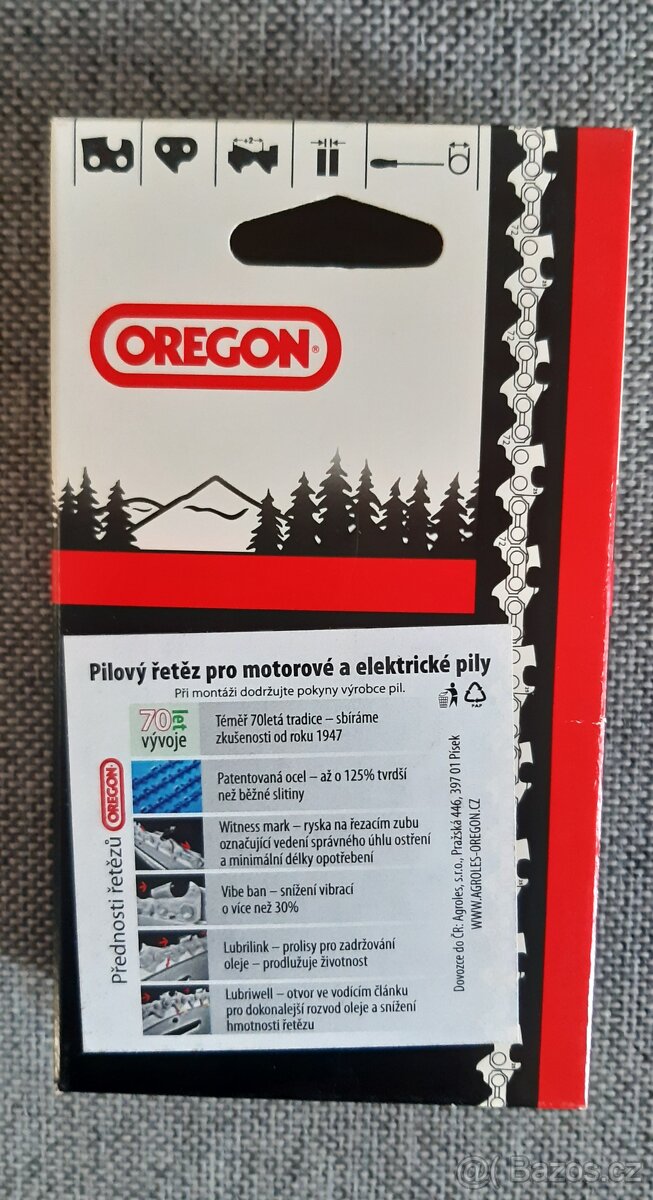 OREGON®
72
72
72
Pilový řetěz pro motorové a elektrické pily
Při montáži dodržujte pokyny výrobce pil.
PAP
70 let
vývoje
Téměř 70letá tradice – sbíráme
zkušenosti od roku 1947
Patentovaná ocel – až o 125% tvrdší
než běžné slitiny
Witness mark – ryska na řezacím zubu
označující vedení správného úhlu ostření
a minimální délky opotřebení
Vibe ban – snížení vibrací
o více než 30%
Lubrilink – prolisy pro zadržování
oleje – prodlužuje životnost
Lubriwell – otvor ve vodícím článku
pro dokonalejší rozvod oleje a snížení
hmotnosti řetězu
Přednosti řetězů OREGON
Dovozce do ČR: Agroles, s.r.o., Pražská 446, 397 01 Písek
WWW.AGROLES-OREGON.CZ
@( Bazos.cz